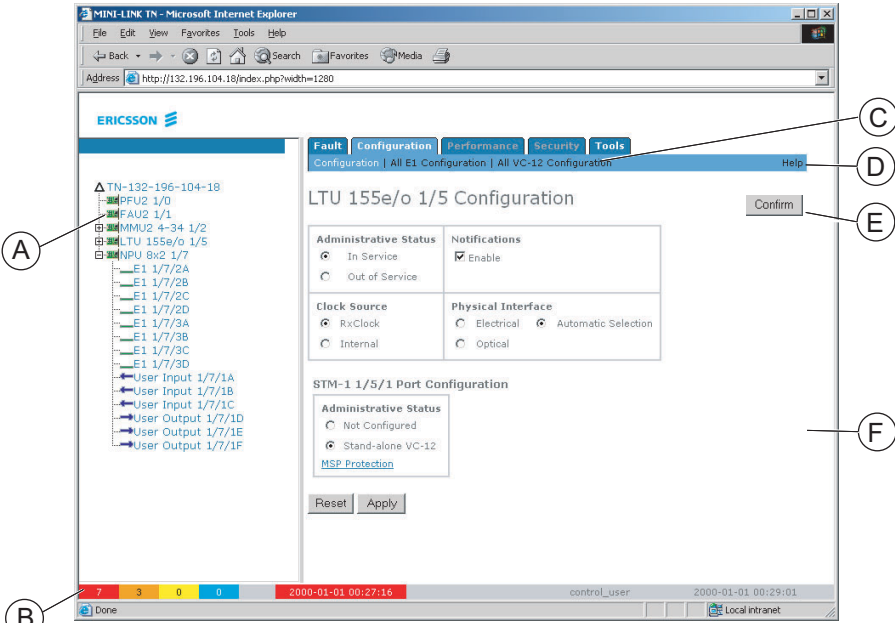 MINI-LINK TN - Microsoft Internet Explorer
File Edit View Favorites Tools Help
Back Search Favorites Media
Address http://132.196.104.18/index.php?width=1280
ERICSSON
Fault Configuration Performance Security Tools
Configuration | All E1 Configuration | All VC-12 Configuration Help
C
D
E
A
F
B
TN-132-196-104-18
PFU2 1/0
FAU2 1/1
MMU2 4-34 1/2
LTU 155e/o 1/5
NPU 8x2 1/7
E1 1/7/2A
E1 1/7/2B
E1 1/7/2C
E1 1/7/2D
E1 1/7/3A
E1 1/7/3B
E1 1/7/3C
E1 1/7/3D
User Input 1/7/1A
User Input 1/7/1B
User Input 1/7/1C
User Output 1/7/1D
User Output 1/7/1E
User Output 1/7/1F
LTU 155e/o 1/5 Configuration
Confirm
Administrative Status
In Service
Out of Service
Notifications
Enable
Clock Source
RxClock
Internal
Physical Interface
Electrical Automatic Selection
Optical
STM-1 1/5/1 Port Configuration
Administrative Status
Not Configured
Stand-alone VC-12
MSP Protection
Reset Apply
7 3 0 0 2000-01-01 00:27:16 control_user 2000-01-01 00:29:01
Done Local intranet